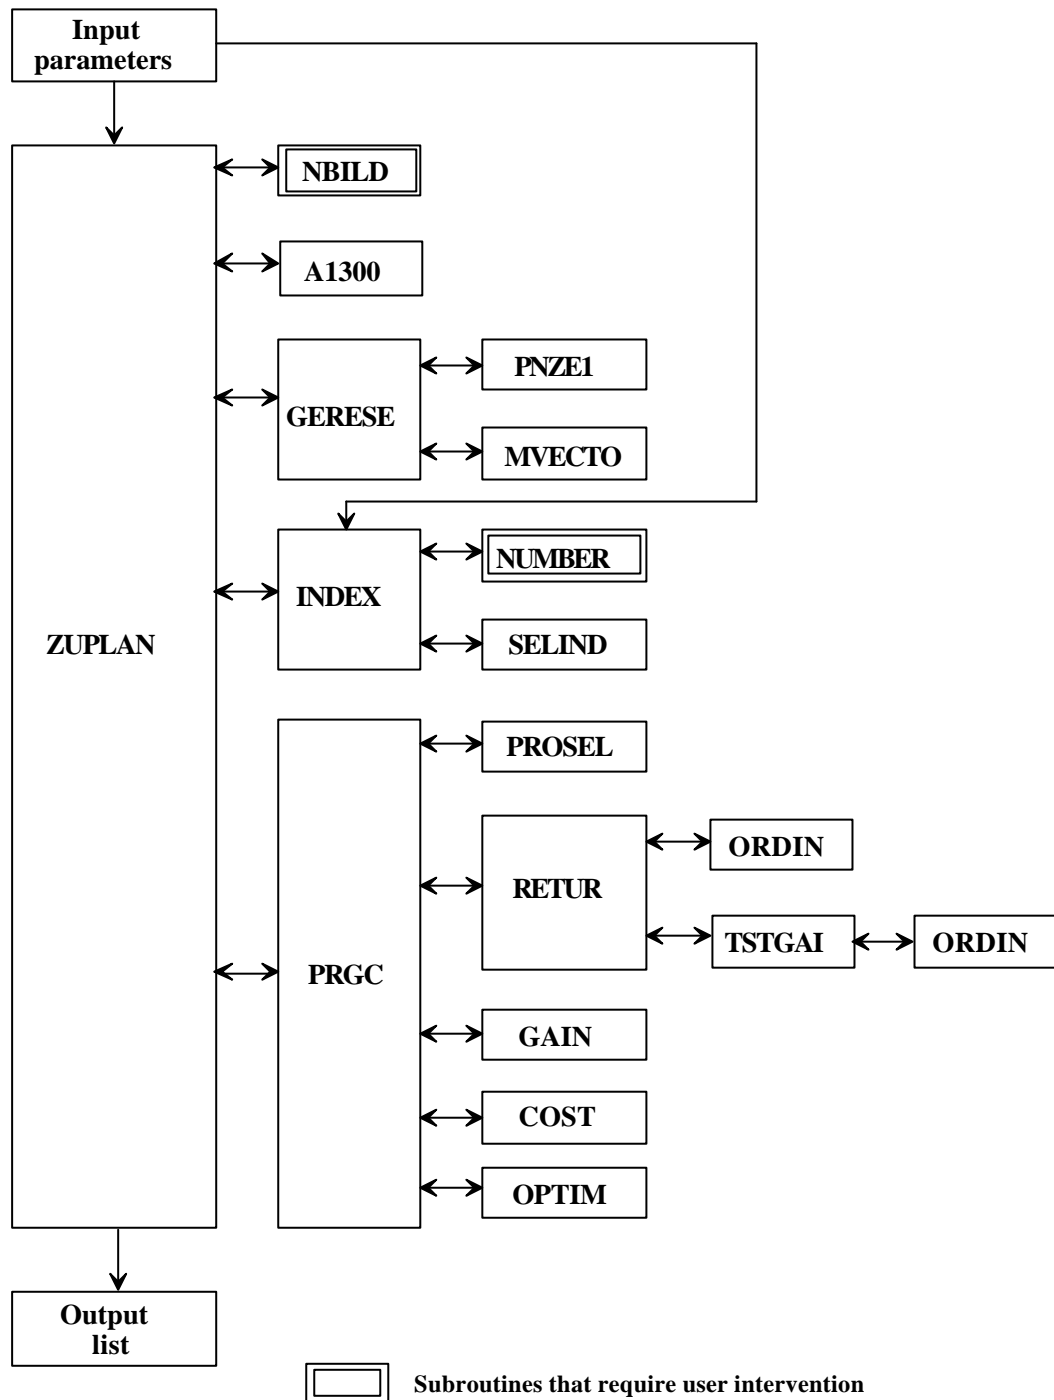 Input
parameters
NBILD
A1300
PNZE1
GERESE
MVECTO
NUMBER
INDEX
ZUPLAN
SELIND
PROSEL
ORDIN
RETUR
TSTGAI
ORDIN
PRGC
GAIN
COST
OPTIM
Output
list
Subroutines that require user intervention